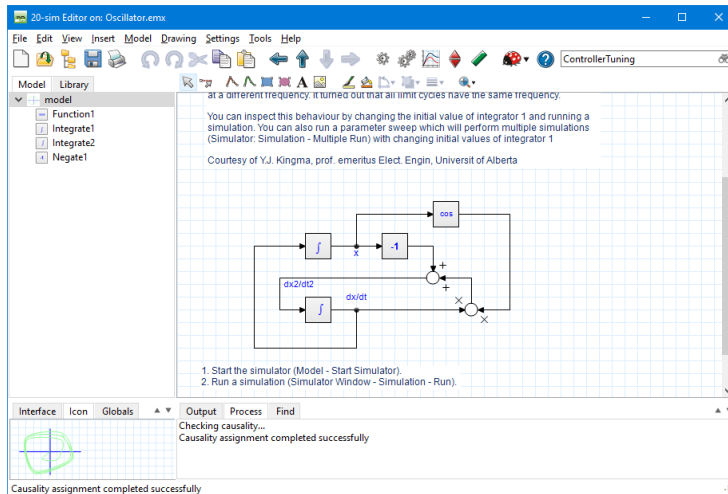 20-sim Editor on: Oscillator.emx
File Edit View Insert Model Drawing Settings Tools Help
ControllerTuning
Model Library
model
Function1
Integrate1
Integrate2
Negate1
at a different frequency. It turned out that all limit cycles have the same frequency.
You can inspect this behaviour by changing the initial value of integrator 1 and running a
simulation. You can also run a parameter sweep which will perform multiple simulations
(Simulator: Simulation - Multiple Run) with changing initial values of integrator 1
Courtesy of Y.J. Kingma, prof. emeritus Elect. Engin, Universit of Alberta
cos
∫ -1
x
+
+
dx2/dt2
dx/dt
∫
×
×
1. Start the simulator (Model - Start Simulator).
2. Run a simulation (Simulator Window - Simulation - Run).
Interface Icon Globals
Output Process Find
Checking causality...
Causality assignment completed successfully
Causality assignment completed successfully